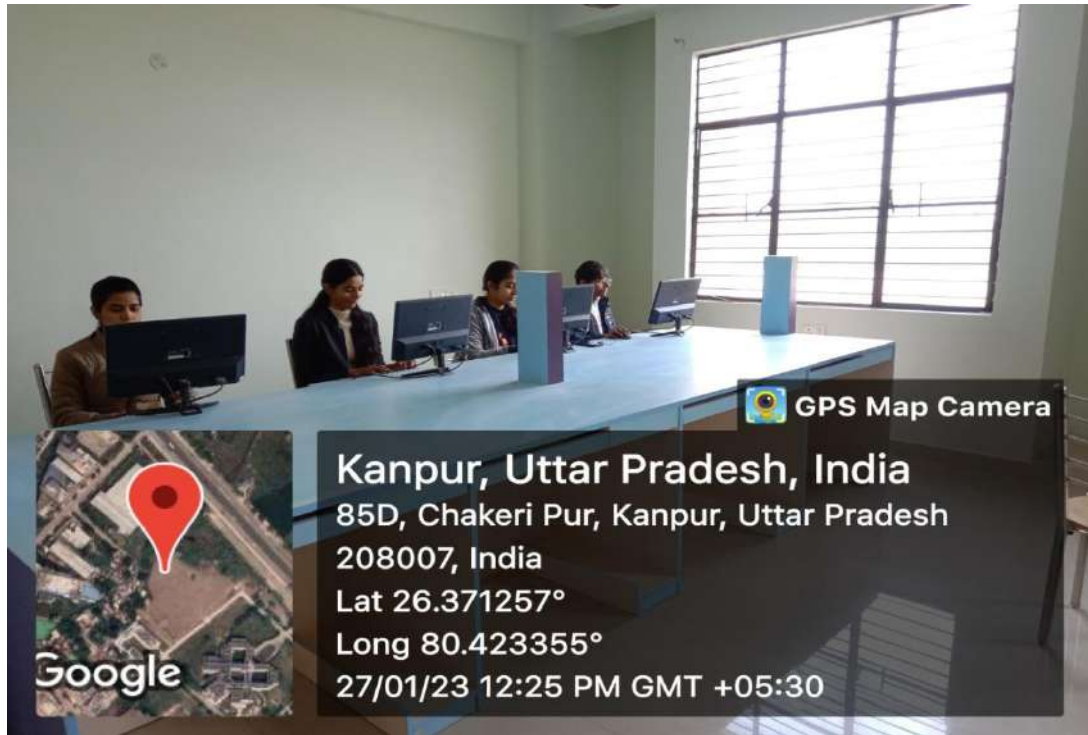 GPS Map Camera
Kanpur, Uttar Pradesh, India
85D, Chakeri Pur, Kanpur, Uttar Pradesh
208007, India
Lat 26.371257°
Long 80.423355°
27/01/23 12:25 PM GMT +05:30
Google